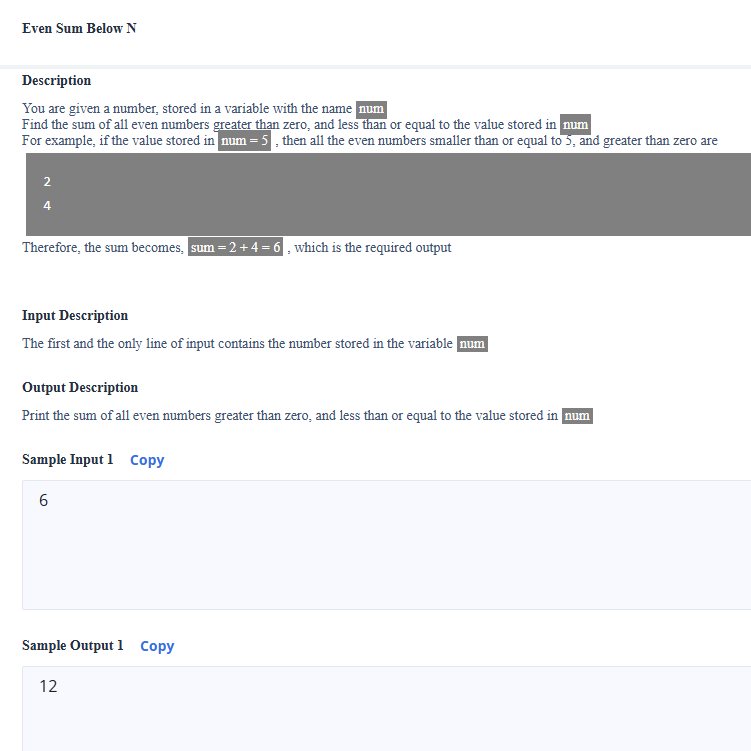 Even Sum Below N
Description
You are given a number, stored in a variable with the name num
Find the sum of all even numbers greater than zero, and less than or equal to the value stored in num
For example, if the value stored in num = 5 , then all the even numbers smaller than or equal to 5, and greater than zero are
2
4
Therefore, the sum becomes, sum = 2 + 4 = 6 , which is the required output
Input Description
The first and the only line of input contains the number stored in the variable num
Output Description
Print the sum of all even numbers greater than zero, and less than or equal to the value stored in num
Sample Input 1 Copy
6
Sample Output 1 Copy
12